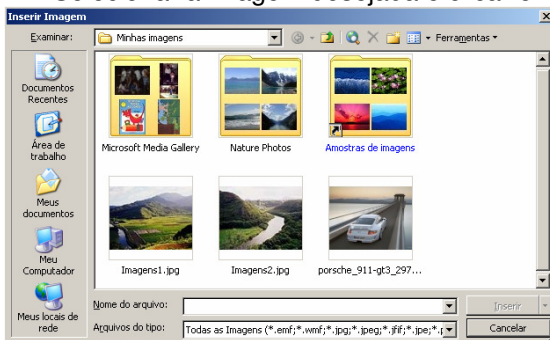 Inserir Imagem
Examinar:
Minhas imagens
Ferramentas
Documentos
Recentes
Área de
trabalho
Meus
documentos
Meu
Computador
Meus locais de
rede
Microsoft Media Gallery
Nature Photos
Amostras de imagens
Imagens1.jpg
Imagens2.jpg
porsche_911-gt3_297...
Nome do arquivo:
Inserir
Arquivos do tipo:
Todas as Imagens (*.emf;*.wmf;*.jpg;*.jpeg;*.jfif;*.jpe;*.p
Cancelar